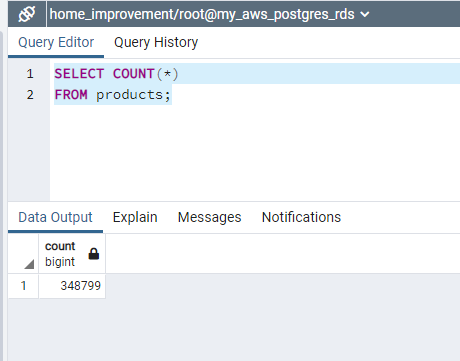 home_improvement/root@my_aws_postgres_rds
Query Editor Query History
1 SELECT COUNT(*)
2 FROM products;
Data Output Explain Messages Notifications
count
bigint
1 348799